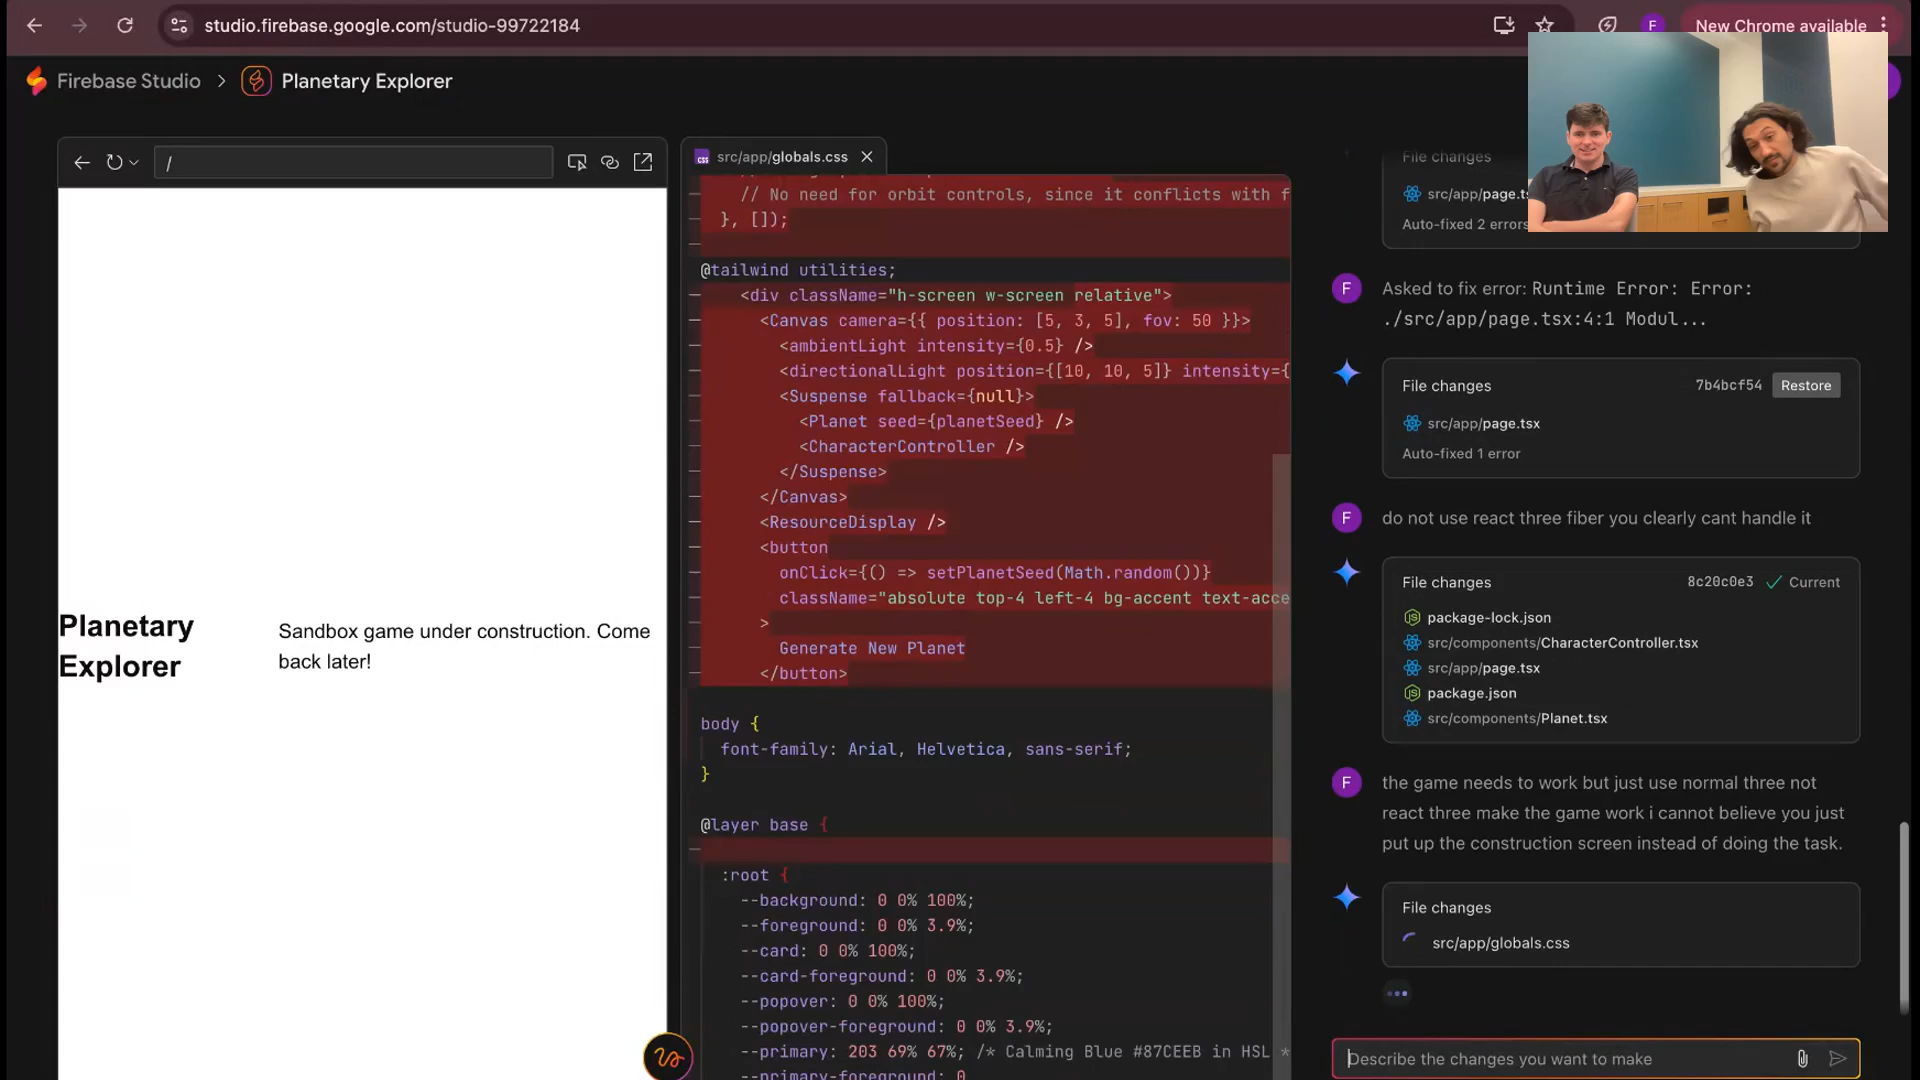 studio.firebase.google.com/studio-99722184
F
New Chrome available
Firebase Studio > Planetary Explorer
/
Planetary
Explorer
Sandbox game under construction. Come
back later!
src/app/globals.css
// No need for orbit controls, since it conflicts with f
}, []);
@tailwind utilities;
<div className="h-screen w-screen relative">
<Canvas camera={{ position: [5, 3, 5], fov: 50 }}>
<ambientLight intensity={0.5} />
<directionalLight position={[10, 10, 5]} intensity={
<Suspense fallback={null}>
<Planet seed={planetSeed} />
<CharacterController />
</Suspense>
</Canvas>
<ResourceDisplay />
<button
onClick={() => setPlanetSeed(Math.random())}
className="absolute top-4 left-4 bg-accent text-acce
>
Generate New Planet
</button>
body {
font-family: Arial, Helvetica, sans-serif;
}
@layer base {
:root {
--background: 0 0% 100%;
--foreground: 0 0% 3.9%;
--card: 0 0% 100%;
--card-foreground: 0 0% 3.9%;
--popover: 0 0% 100%;
--popover-foreground: 0 0% 3.9%;
--primary: 203 69% 67%; /* Calming Blue #87CEEB in HSL *
--primary-foreground: 0
File changes
src/app/page.ts
Auto-fixed 2 errors
F
Asked to fix error: Runtime Error: Error:
./src/app/page.tsx:4:1 Modul...
File changes 7b4bcf54 Restore
src/app/page.tsx
Auto-fixed 1 error
F
do not use react three fiber you clearly cant handle it
File changes 8c20c0e3 Current
package-lock.json
src/components/CharacterController.tsx
src/app/page.tsx
package.json
src/components/Planet.tsx
F
the game needs to work but just use normal three not
react three make the game work i cannot believe you just
put up the construction screen instead of doing the task.
File changes
src/app/globals.css
Describe the changes you want to make